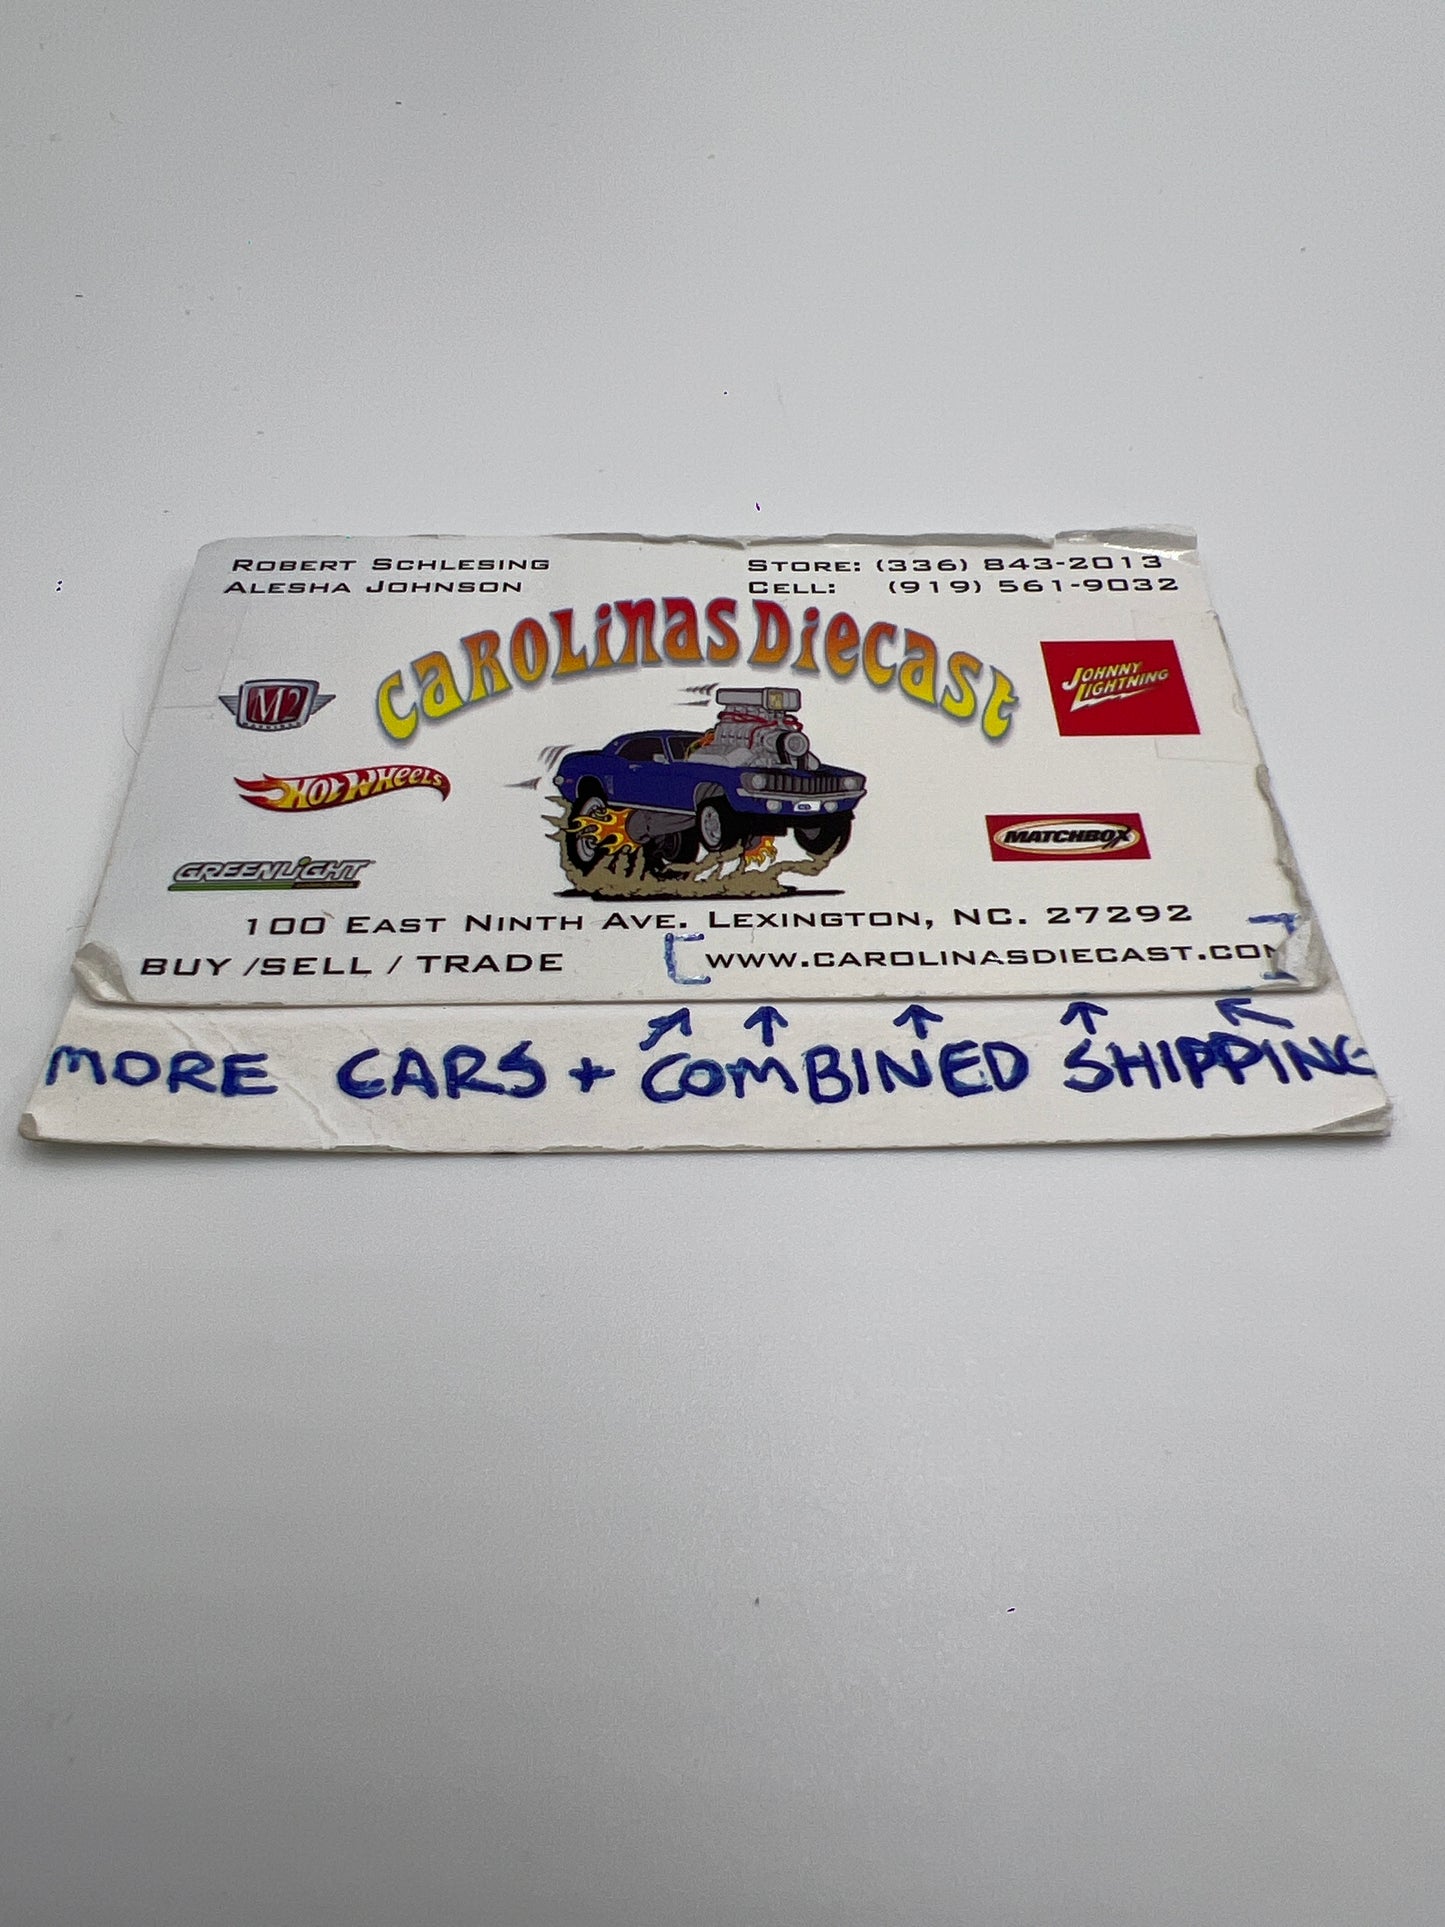 ROBERT SCHLESING
ALESHA JOHNSON
STORE: (336) 843-2013
CELL: (919) 561-9032
CAROLINAS DIECAST
M2
MACHINES
JOHNNY LIGHTNING
HOT WHEELS
MATCHBOX
GREENLIGHT
100 EAST NINTH AVE. LEXINGTON, NC. 27292
BUY /SELL / TRADE
[WWW.CAROLINASDIECAST.COM]
MORE CARS + COMBINED SHIPPING